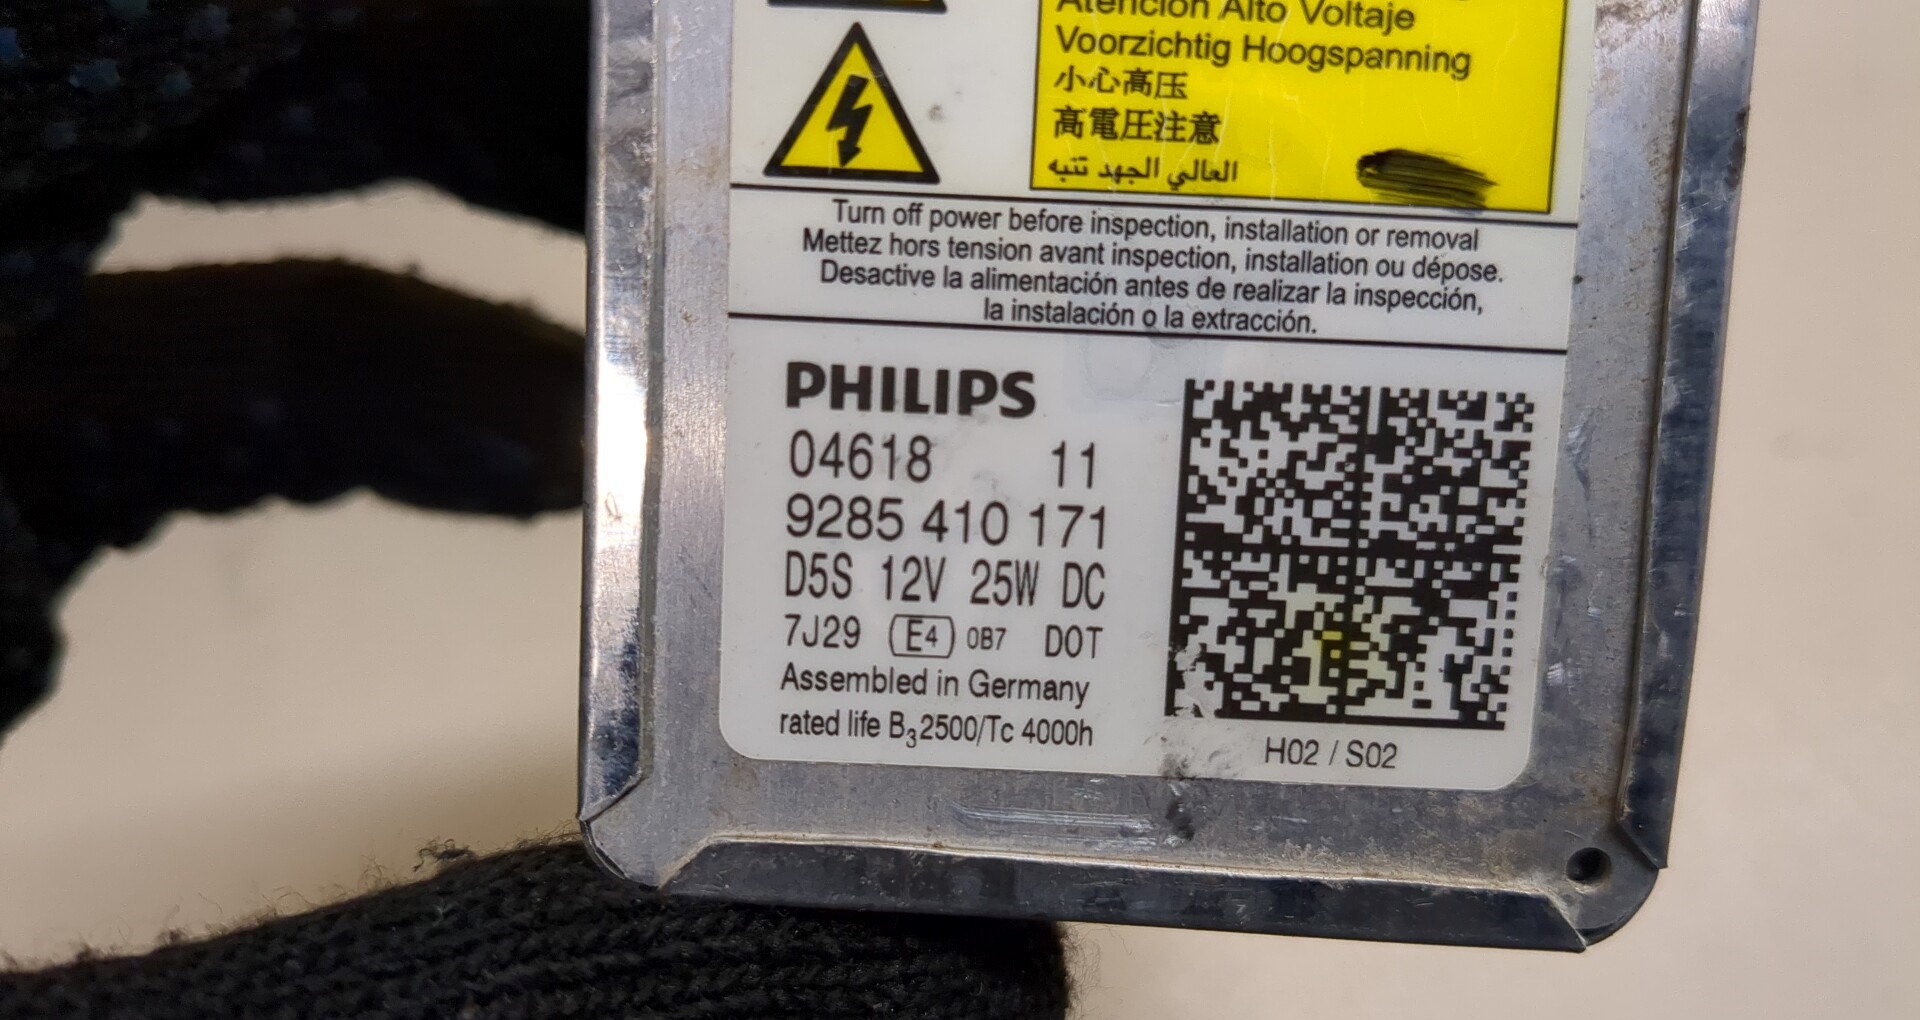 Atención Alto Voltaje
Voorzichtig Hoogspanning
小心高压
高電圧注意
العالي الجهد تنبه
Turn off power before inspection, installation or removal
Mettez hors tension avant inspection, installation ou dépose.
Desactive la alimentación antes de realizar la inspección,
la instalación o la extracción.
PHILIPS
04618 11
9285 410 171
D5S 12V 25W DC
7J29 E4 0B7 DOT
Assembled in Germany
rated life B3 2500/Tc 4000h
H02 / S02